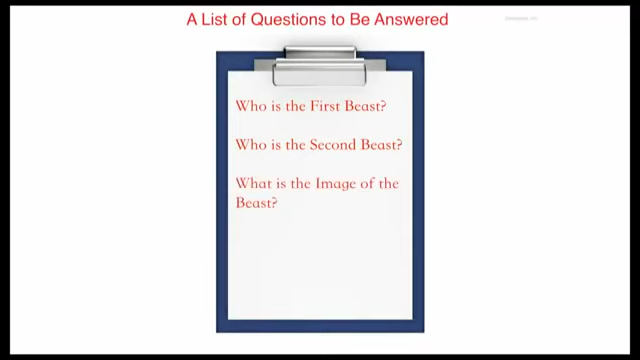 A List of Questions to Be Answered
Who is the First Beast?
Who is the Second Beast?
What is the Image of the
Beast?